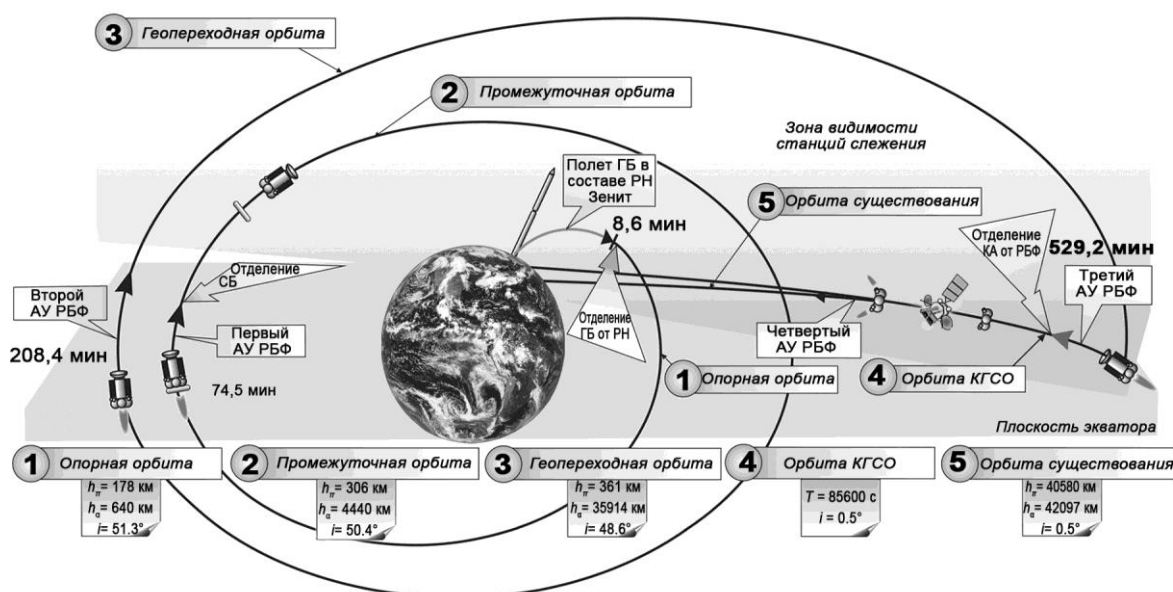 3 Геопереходная орбита
2 Промежуточная орбита
Зона видимости
станций слежения
Полет ГБ в
составе РН
Зенит
5 Орбита существования
8,6 мин
Отделение
КА от РБФ
529,2 мин
Третий
АУ РБФ
Отделение
СБ
Второй
АУ РБФ
Первый
АУ РБФ
Отделение
ГБ от РН
Четвертый
АУ РБФ
208,4 мин
74,5 мин
1 Опорная орбита
4 Орбита КГСО
Плоскость экватора
1 Опорная орбита
hπ = 178 км
hα = 640 км
i = 51.3°
2 Промежуточная орбита
hπ = 306 км
hα = 4440 км
i = 50.4°
3 Геопереходная орбита
hπ = 361 км
hα = 35914 км
i = 48.6°
4 Орбита КГСО
T = 85600 с
i = 0.5°
5 Орбита существования
hπ = 40580 км
hα = 42097 км
i= 0.5°